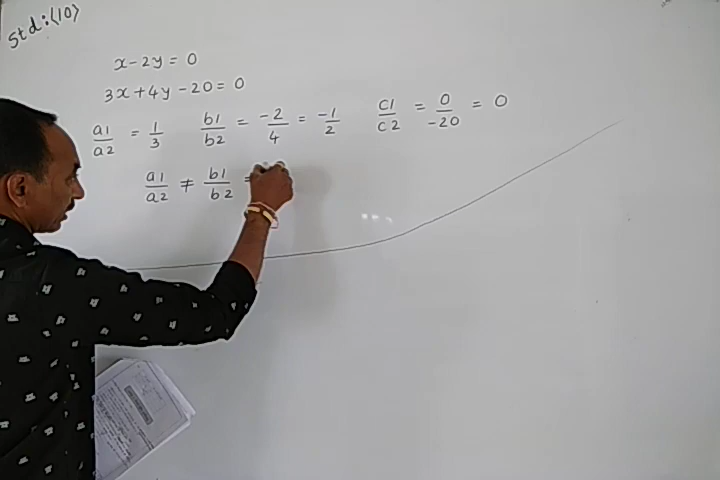 Std:(10)
x-2y=0
3x+4y-20=0
a1/a2 = 1/3 b1/b2 = -2/4 = -1/2 c1/c2 = 0/-20 = 0
a1/a2 ≠ b1/b2 =